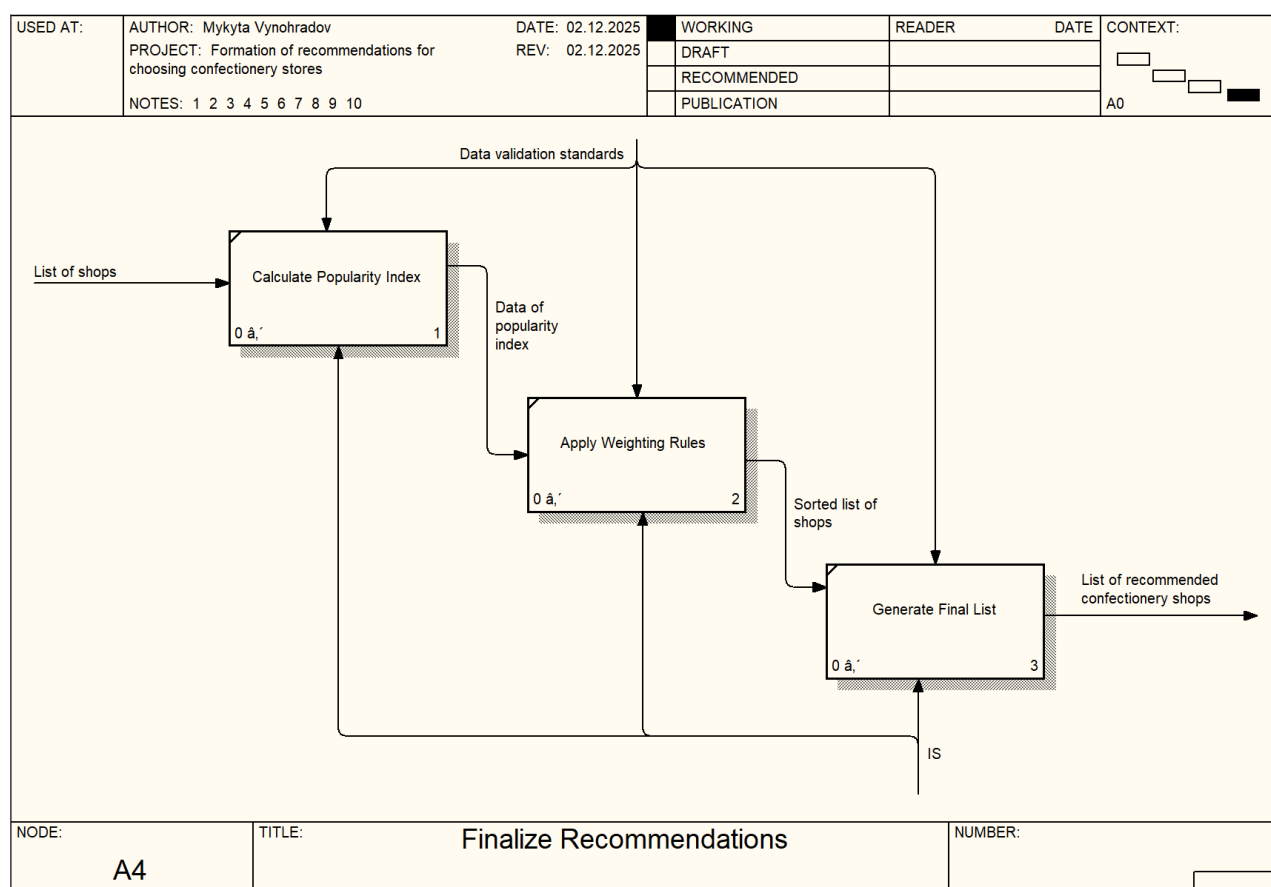 USED AT:
AUTHOR: Mykyta Vynohradov
DATE: 02.12.2025
PROJECT: Formation of recommendations for
choosing confectionery stores
REV: 02.12.2025
NOTES: 1 2 3 4 5 6 7 8 9 10
WORKING
DRAFT
RECOMMENDED
PUBLICATION
READER
DATE
CONTEXT:
A0
Data validation standards
List of shops
Calculate Popularity Index
0 â‚´
1
Data of
popularity
index
Apply Weighting Rules
0 â‚´
2
Sorted list of
shops
Generate Final List
0 â‚´
3
List of recommended
confectionery shops
IS
NODE:
A4
TITLE:
Finalize Recommendations
NUMBER: